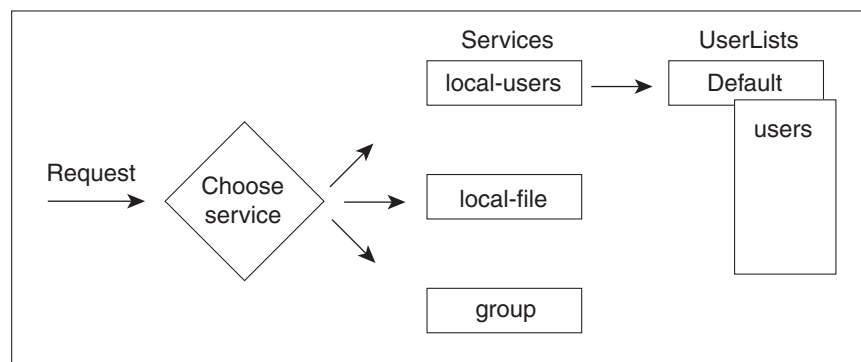 Services
UserLists
local-users
Default
users
Request
Choose
service
local-file
group